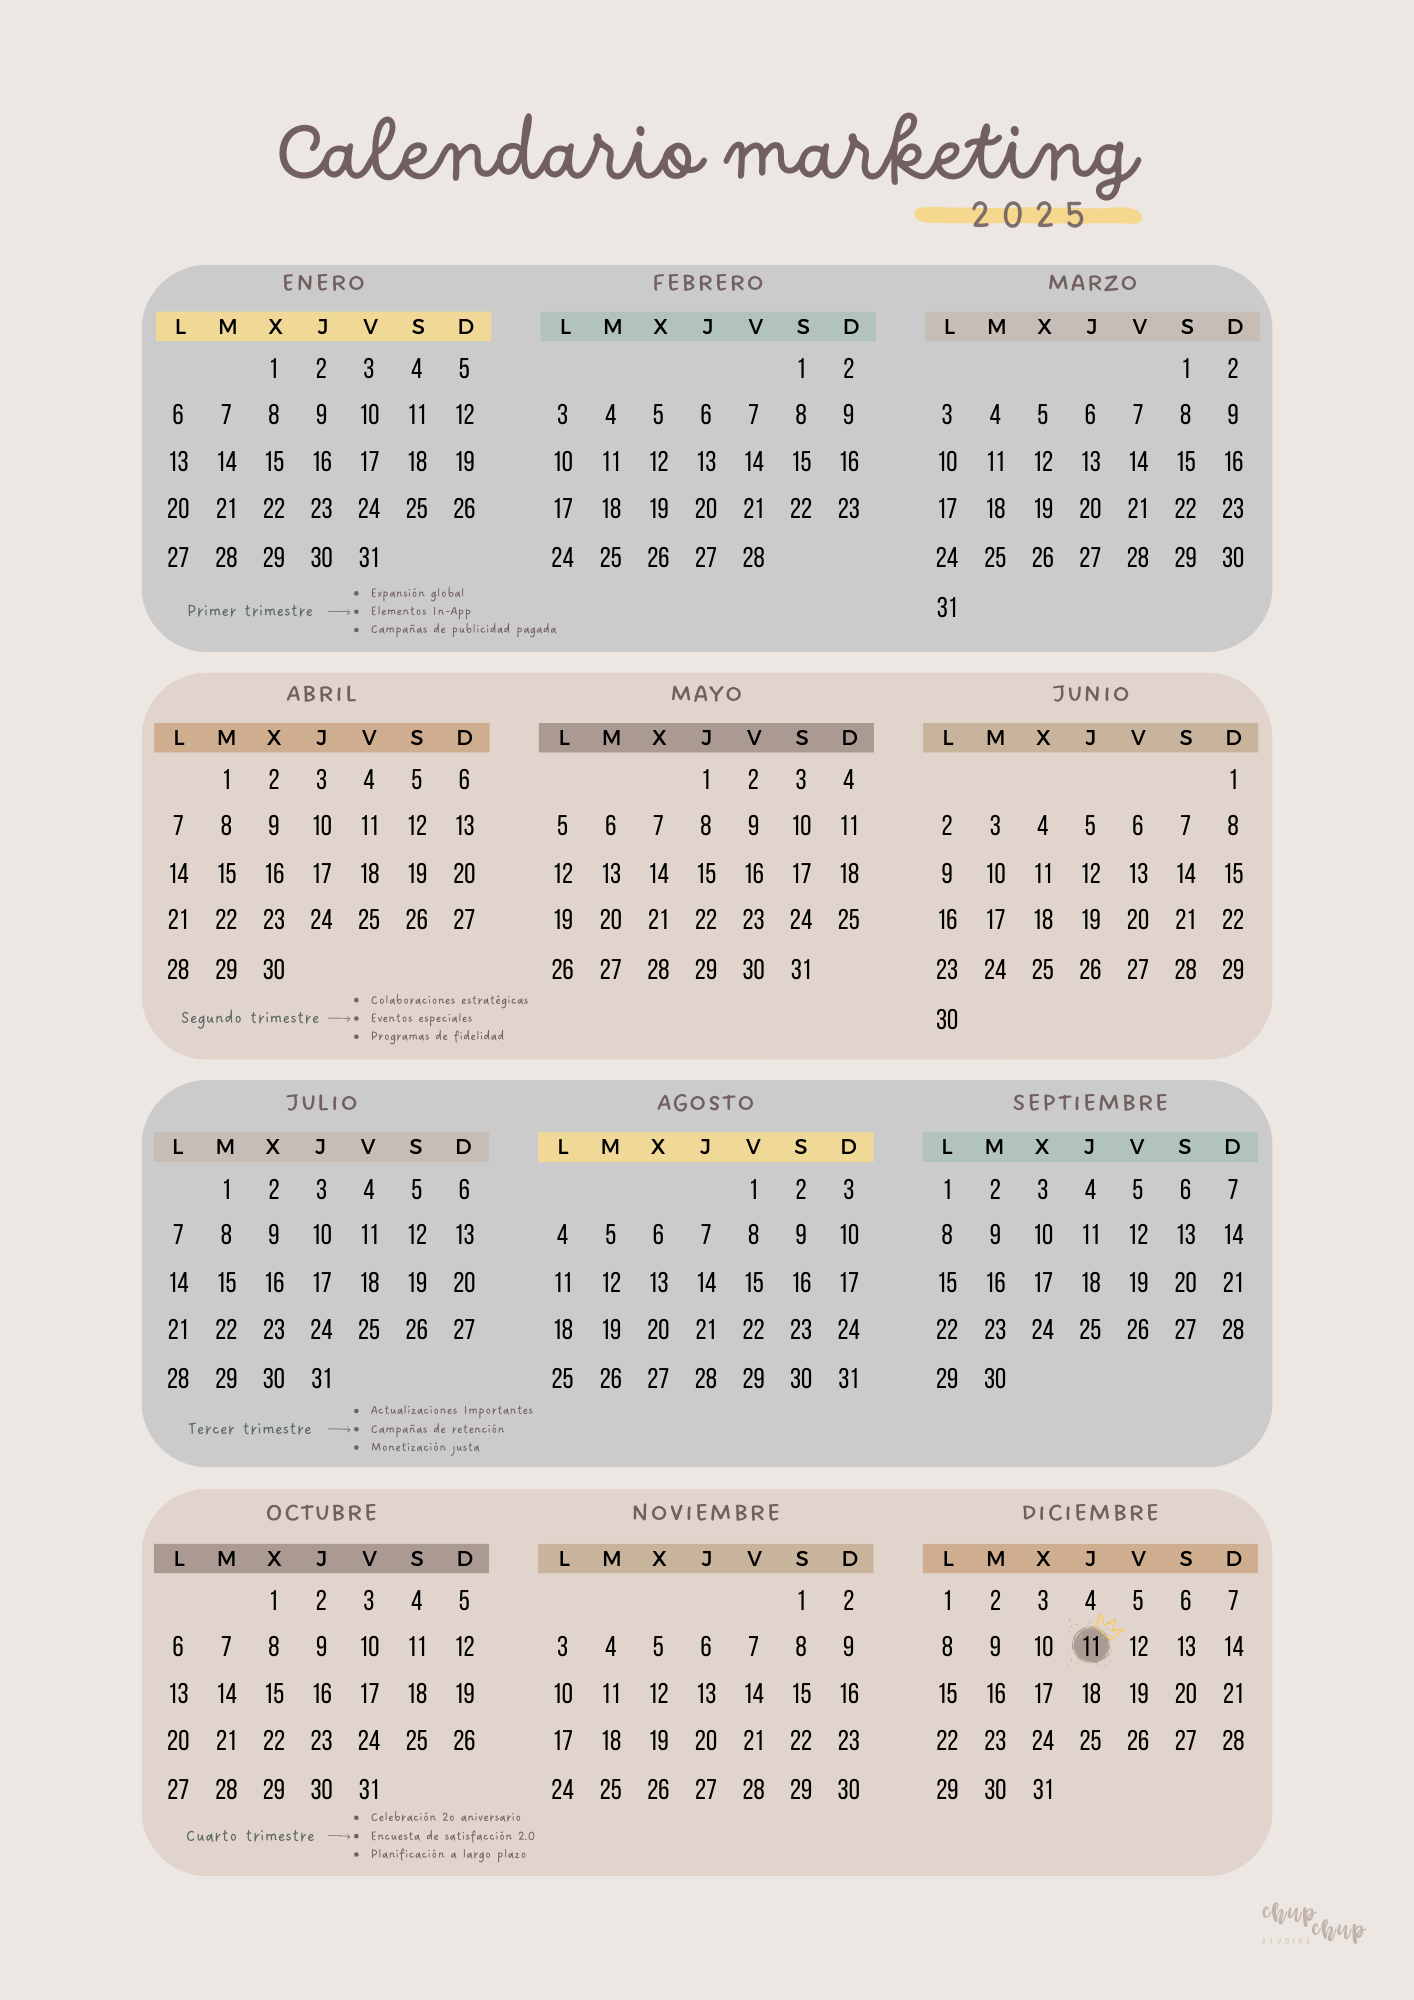 Calendario marketing
2025
ENERO
L M X J V S D
1 2 3 4 5
6 7 8 9 10 11 12
13 14 15 16 17 18 19
20 21 22 23 24 25 26
27 28 29 30 31
FEBRERO
L M X J V S D
1 2
3 4 5 6 7 8 9
10 11 12 13 14 15 16
17 18 19 20 21 22 23
24 25 26 27 28
MARZO
L M X J V S D
1 2
3 4 5 6 7 8 9
10 11 12 13 14 15 16
17 18 19 20 21 22 23
24 25 26 27 28 29 30
31
Primer trimestre
Expansión global
Elementos In-App
Campañas de publicidad pagada
ABRIL
L M X J V S D
1 2 3 4 5 6
7 8 9 10 11 12 13
14 15 16 17 18 19 20
21 22 23 24 25 26 27
28 29 30
MAYO
L M X J V S D
1 2 3 4
5 6 7 8 9 10 11
12 13 14 15 16 17 18
19 20 21 22 23 24 25
26 27 28 29 30 31
JUNIO
L M X J V S D
1
2 3 4 5 6 7 8
9 10 11 12 13 14 15
16 17 18 19 20 21 22
23 24 25 26 27 28 29
30
Segundo trimestre
Colaboraciones estratégicas
Eventos especiales
Programas de fidelidad
JULIO
L M X J V S D
1 2 3 4 5 6
7 8 9 10 11 12 13
14 15 16 17 18 19 20
21 22 23 24 25 26 27
28 29 30 31
AGOSTO
L M X J V S D
1 2 3
4 5 6 7 8 9 10
11 12 13 14 15 16 17
18 19 20 21 22 23 24
25 26 27 28 29 30 31
SEPTIEMBRE
L M X J V S D
1 2 3 4 5 6 7
8 9 10 11 12 13 14
15 16 17 18 19 20 21
22 23 24 25 26 27 28
29 30
Tercer trimestre
Actualizaciones Importantes
Campañas de retención
Monetización justa
OCTUBRE
L M X J V S D
1 2 3 4 5
6 7 8 9 10 11 12
13 14 15 16 17 18 19
20 21 22 23 24 25 26
27 28 29 30 31
NOVIEMBRE
L M X J V S D
1 2
3 4 5 6 7 8 9
10 11 12 13 14 15 16
17 18 19 20 21 22 23
24 25 26 27 28 29 30
DICIEMBRE
L M X J V S D
1 2 3 4 5 6 7
8 9 10 11 12 13 14
15 16 17 18 19 20 21
22 23 24 25 26 27 28
29 30 31
Cuarto trimestre
Celebración 2o aniversario
Encuesta de satisfacción 2.0
Planificación a largo plazo
chup
chup
STUDIOS